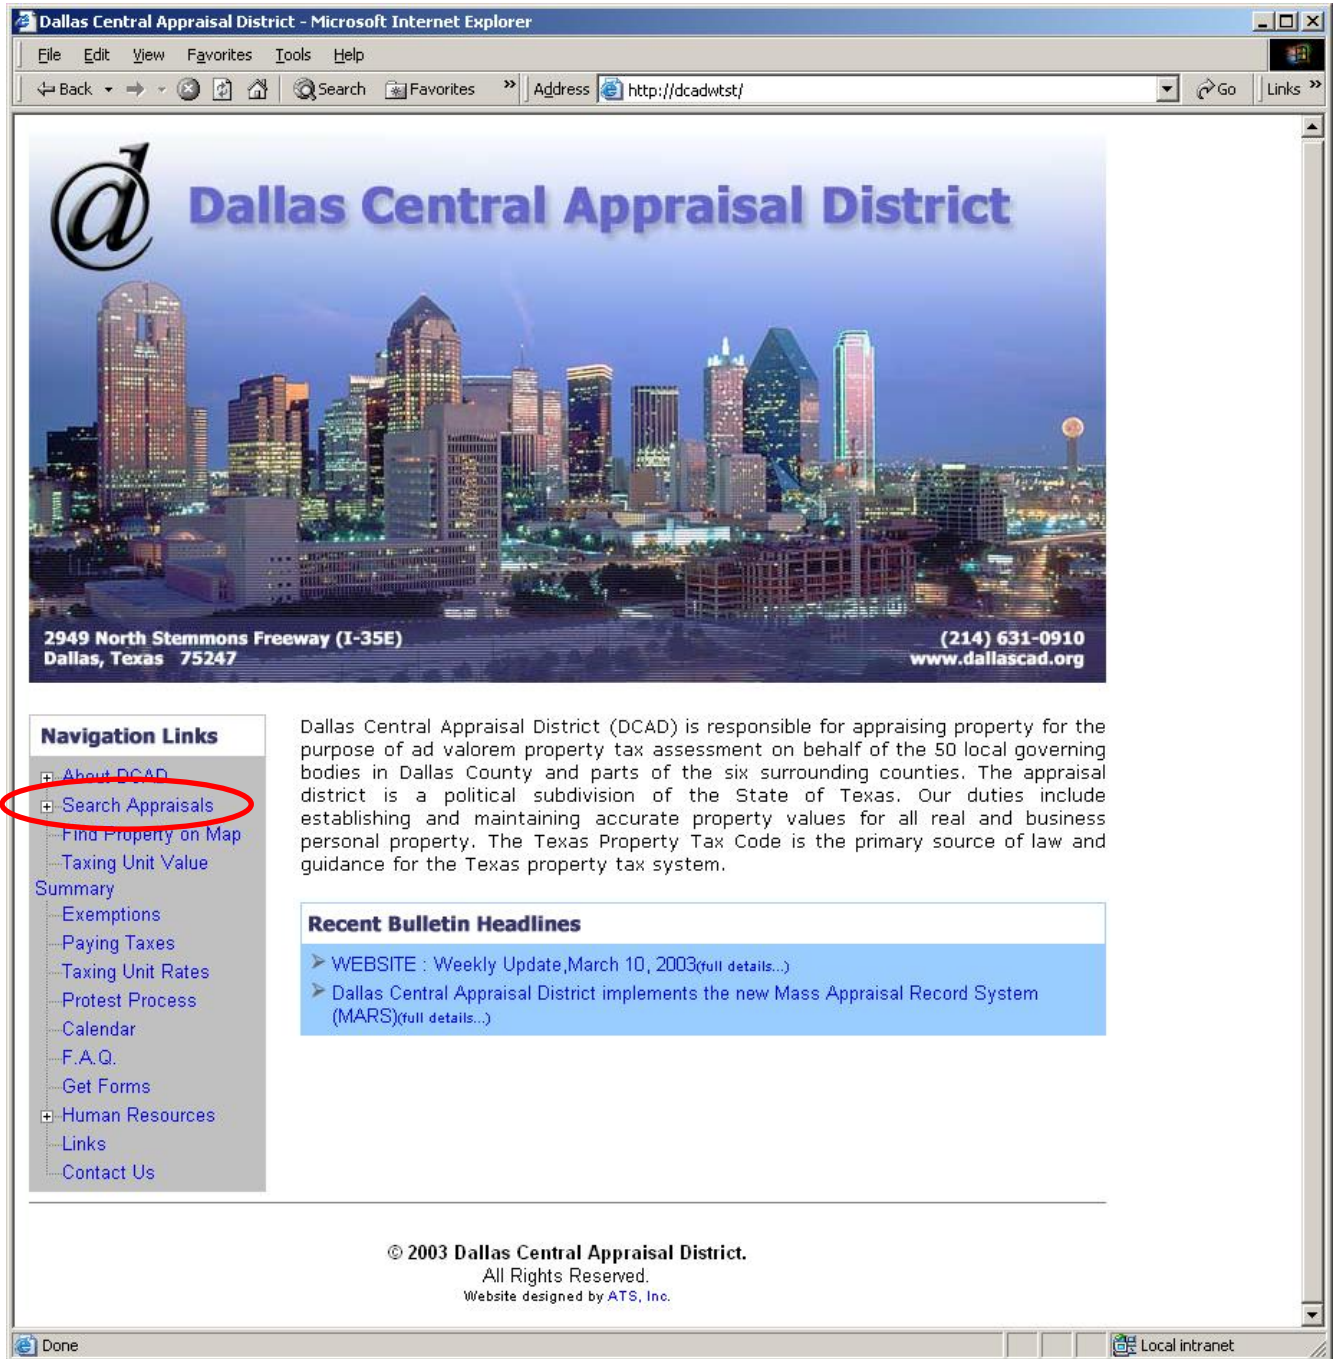 Dallas Central Appraisal District - Microsoft Internet Explorer
File Edit View Favorites Tools Help
Back Search Favorites » Address http://dcadwtst/ Go Links »
d
Dallas Central Appraisal District
2949 North Stemmons Freeway (I-35E)
Dallas, Texas 75247
(214) 631-0910
www.dallascad.org
Navigation Links
About DCAD
Search Appraisals
Find Property on Map
Taxing Unit Value
Summary
Exemptions
Paying Taxes
Taxing Unit Rates
Protest Process
Calendar
F.A.Q.
Get Forms
Human Resources
Links
Contact Us
Dallas Central Appraisal District (DCAD) is responsible for appraising property for the
purpose of ad valorem property tax assessment on behalf of the 50 local governing
bodies in Dallas County and parts of the six surrounding counties. The appraisal
district is a political subdivision of the State of Texas. Our duties include
establishing and maintaining accurate property values for all real and business
personal property. The Texas Property Tax Code is the primary source of law and
guidance for the Texas property tax system.
Recent Bulletin Headlines
WEBSITE : Weekly Update,March 10, 2003(full details...)
Dallas Central Appraisal District implements the new Mass Appraisal Record System
(MARS)(full details...)
© 2003 Dallas Central Appraisal District.
All Rights Reserved.
Website designed by ATS, Inc.
Done
Local intranet